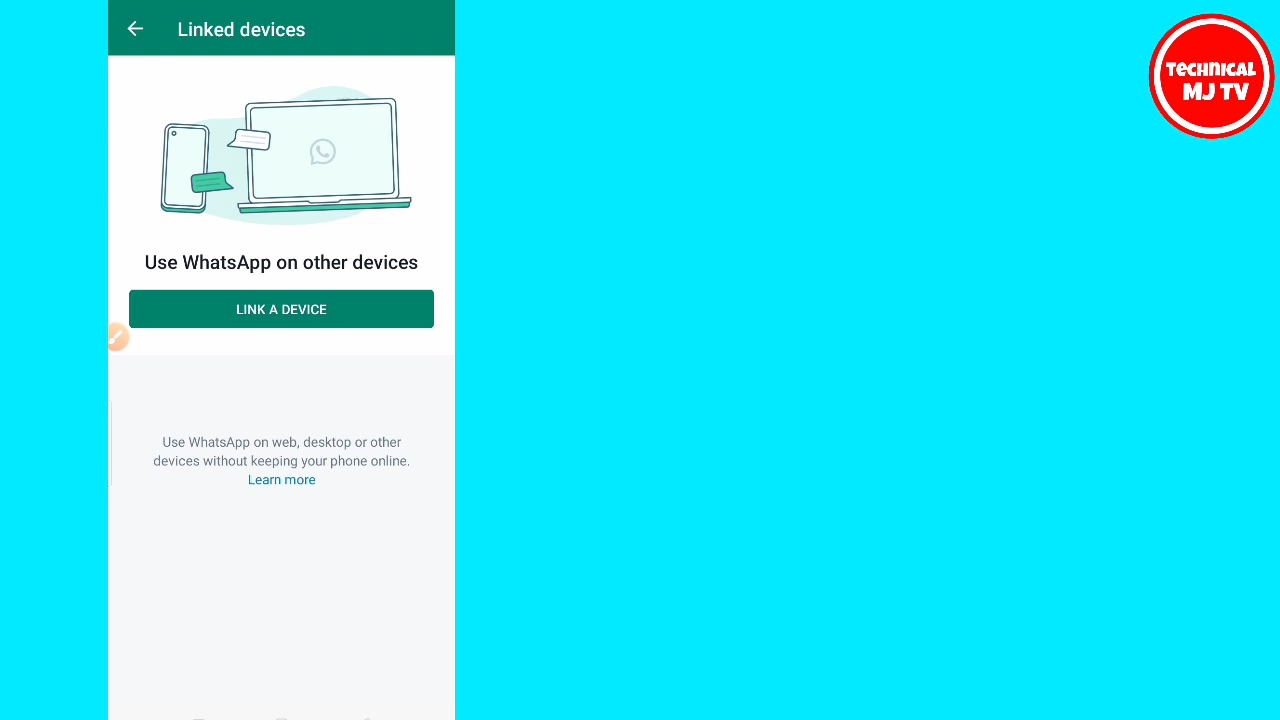 Linked devices
Use WhatsApp on other devices
LINK A DEVICE
Use WhatsApp on web, desktop or other
devices without keeping your phone online.
Learn more
TECHNICAL
MJ TV